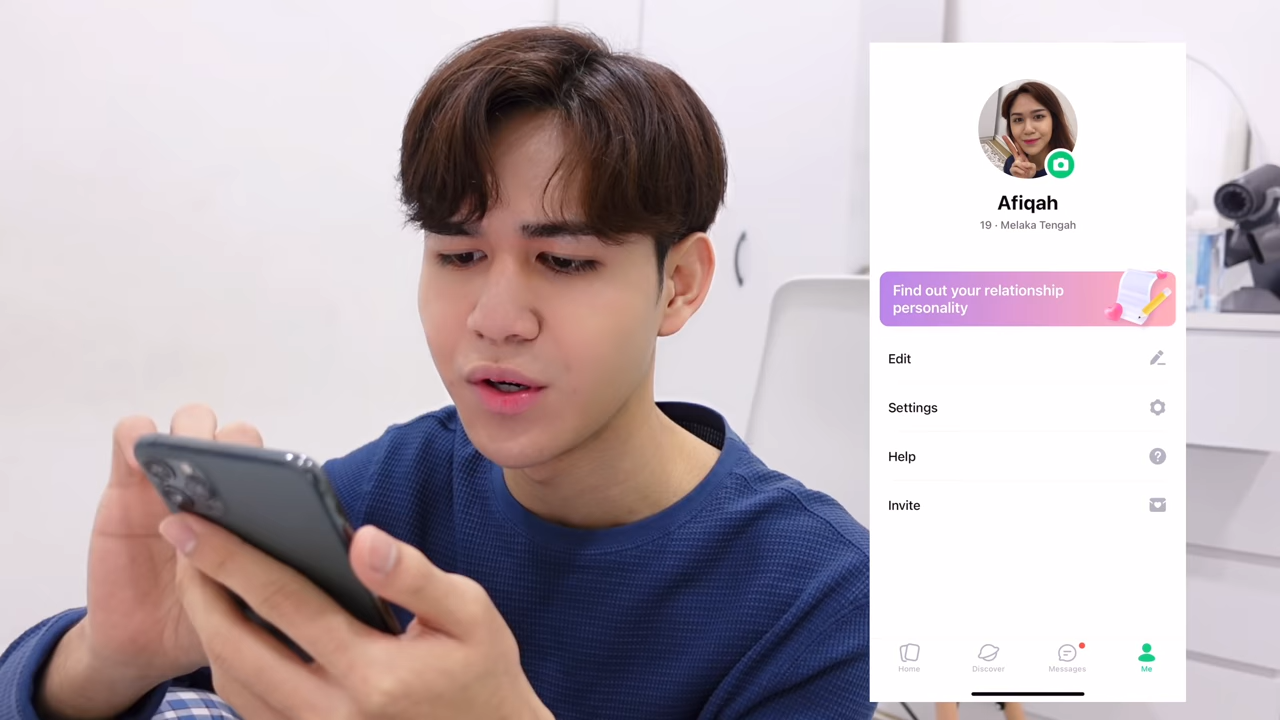 Afiqah
19 · Melaka Tengah
Find out your relationship
personality
Edit
Settings
Help
Invite
Home
Discover
Messages
Me